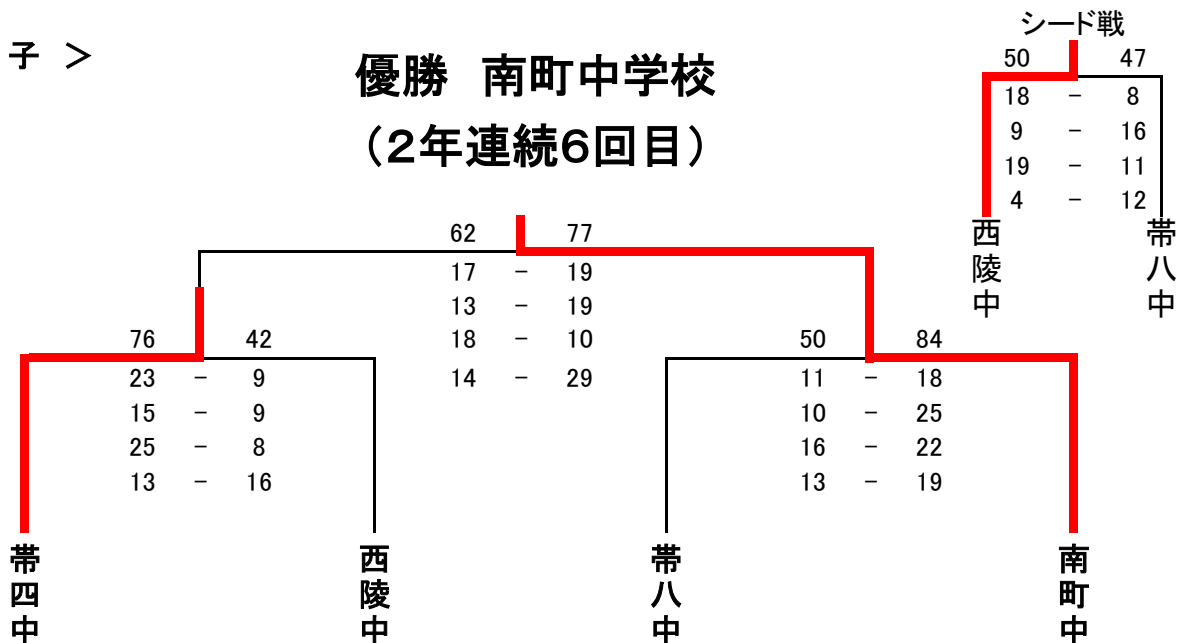 子 ＞
優勝 南町中学校
（２年連続６回目）
シード戦
50 47
18 - 8
9 - 16
19 - 11
4 - 12
西陵中
帯八中
62 77
17 - 19
13 - 19
18 - 10
14 - 29
76 42
23 - 9
15 - 9
25 - 8
13 - 16
50 84
11 - 18
10 - 25
16 - 22
13 - 19
帯四中
西陵中
帯八中
南町中